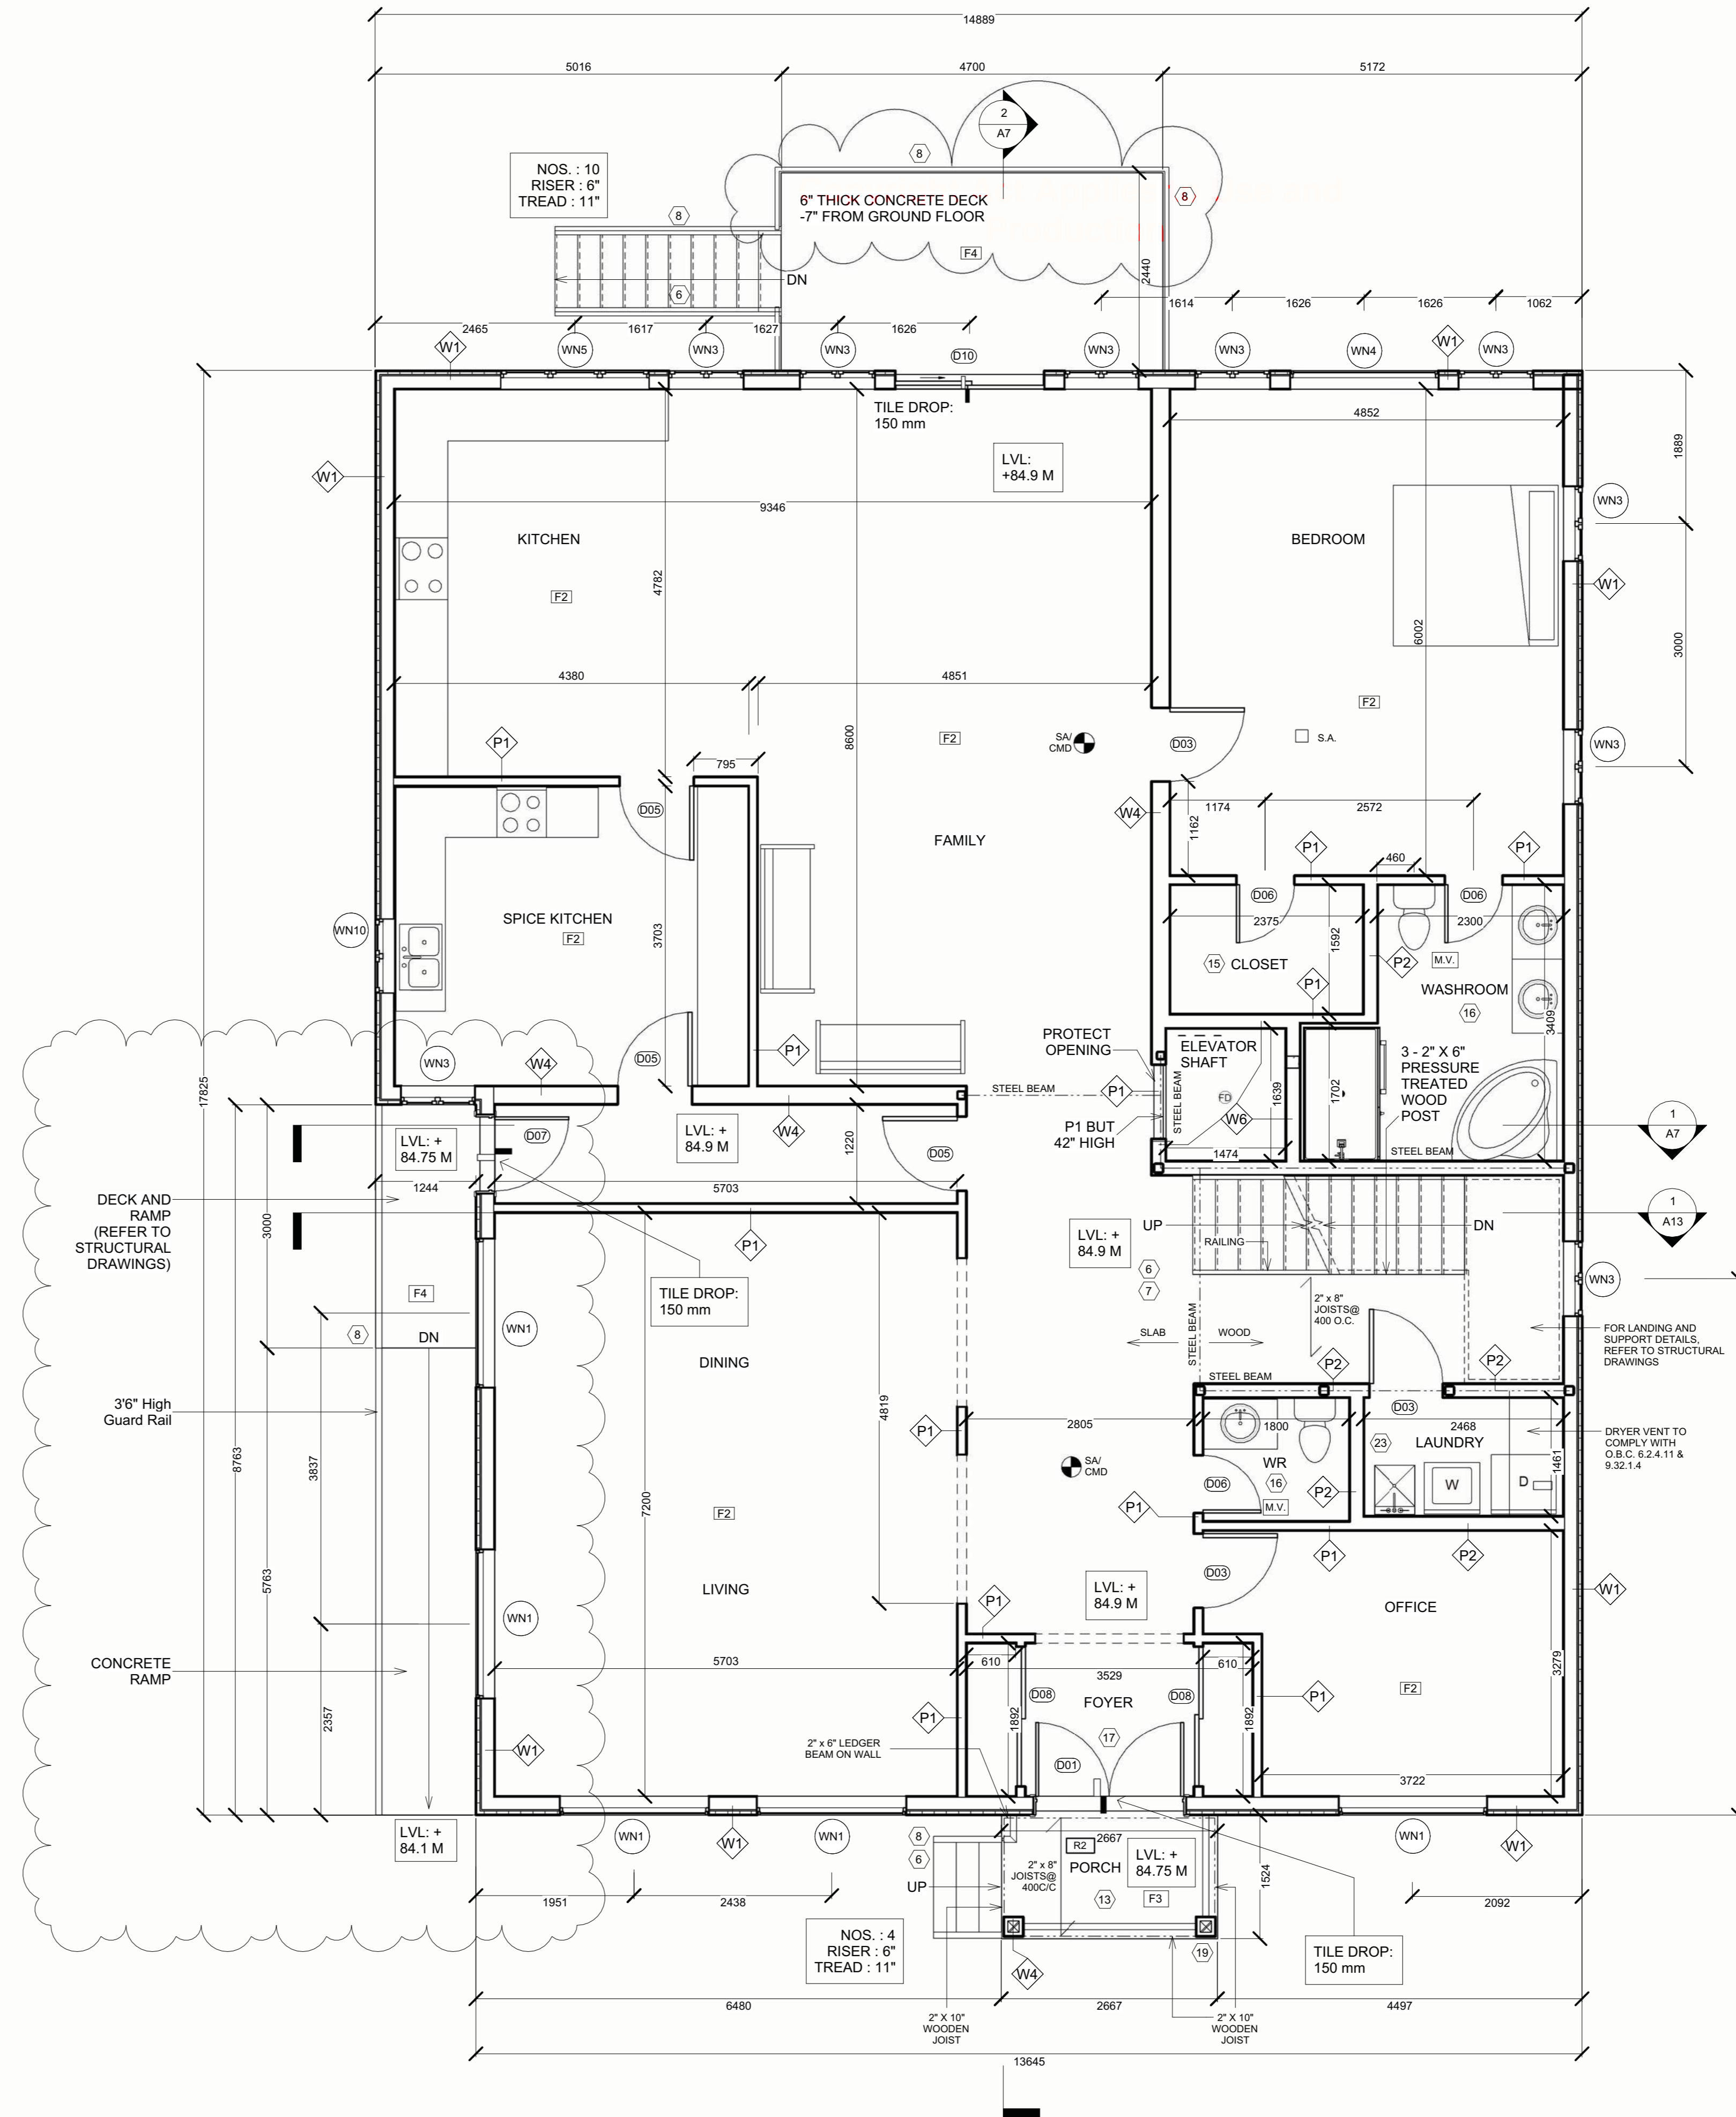 14889
5016
4700
5172
2
A7
8
NOS. : 10
RISER : 6"
TREAD : 11"
6" THICK CONCRETE DECK
-7" FROM GROUND FLOOR
8
8
F4
DN
6
2440
2465
1617
1627
1626
1614
1626
1626
1062
W1
WN5
WN3
WN3
D10
WN3
WN3
WN4
W1
WN3
TILE DROP:
150 mm
4852
LVL:
+84.9 M
1889
W1
9346
WN3
KITCHEN
BEDROOM
4782
F2
W1
6002
3000
4380
4851
F2
8600
P1
F2
SA/
CMD
D03
S.A.
WN3
795
D05
1174
2572
1162
W4
FAMILY
P1
460
P1
D06
D06
SPICE KITCHEN
F2
3703
WN10
2375
2300
1592
15
CLOSET
P2
M.V.
P1
WASHROOM
16
3409
PROTECT
OPENING
ELEVATOR
SHAFT
3 - 2" X 6"
PRESSURE
TREATED
WOOD
POST
WN3
W4
D05
P1
STEEL BEAM
P1
STEEL BEAM
FD
1639
1702
17825
P1 BUT
42" HIGH
W6
1
A7
LVL: +
84.75 M
D07
LVL: +
84.9 M
W4
1220
D05
1474
STEEL BEAM
1244
5703
DECK AND
RAMP
(REFER TO
STRUCTURAL
DRAWINGS)
3000
P1
LVL: +
84.9 M
UP
RAILING
DN
1
A13
6
7
F4
TILE DROP:
150 mm
WN3
8
DN
WN1
2" x 8"
JOISTS@
400 O.C.
SLAB
WOOD
STEEL BEAM
FOR LANDING AND
SUPPORT DETAILS,
REFER TO STRUCTURAL
DRAWINGS
DINING
STEEL BEAM
P2
P2
3'6" High
Guard Rail
4819
P1
2805
1800
D03
2468
DRYER VENT TO
COMPLY WITH
O.B.C. 6.2.4.11 &
9.32.1.4
8763
3837
SA/
CMD
WR
23
LAUNDRY
1461
D06
16
P2
W
D
M.V.
P1
7200
F2
P1
P2
5763
LIVING
D03
LVL: +
84.9 M
P1
OFFICE
W1
WN1
CONCRETE
RAMP
5703
610
3529
610
3279
D08
FOYER
D08
P1
F2
2357
P1
1892
17
1892
W1
2" x 6" LEDGER
BEAM ON WALL
D01
3722
LVL: +
84.1 M
WN1
W1
WN1
8
6
R2
2667
2" x 8"
JOISTS@
400C/C
PORCH
LVL: +
84.75 M
1524
WN1
W1
UP
13
F3
1951
2438
2092
NOS. : 4
RISER : 6"
TREAD : 11"
W4
19
TILE DROP:
150 mm
6480
2667
4497
2" X 10"
WOODEN
JOIST
2" X 10"
WOODEN
JOIST
13645